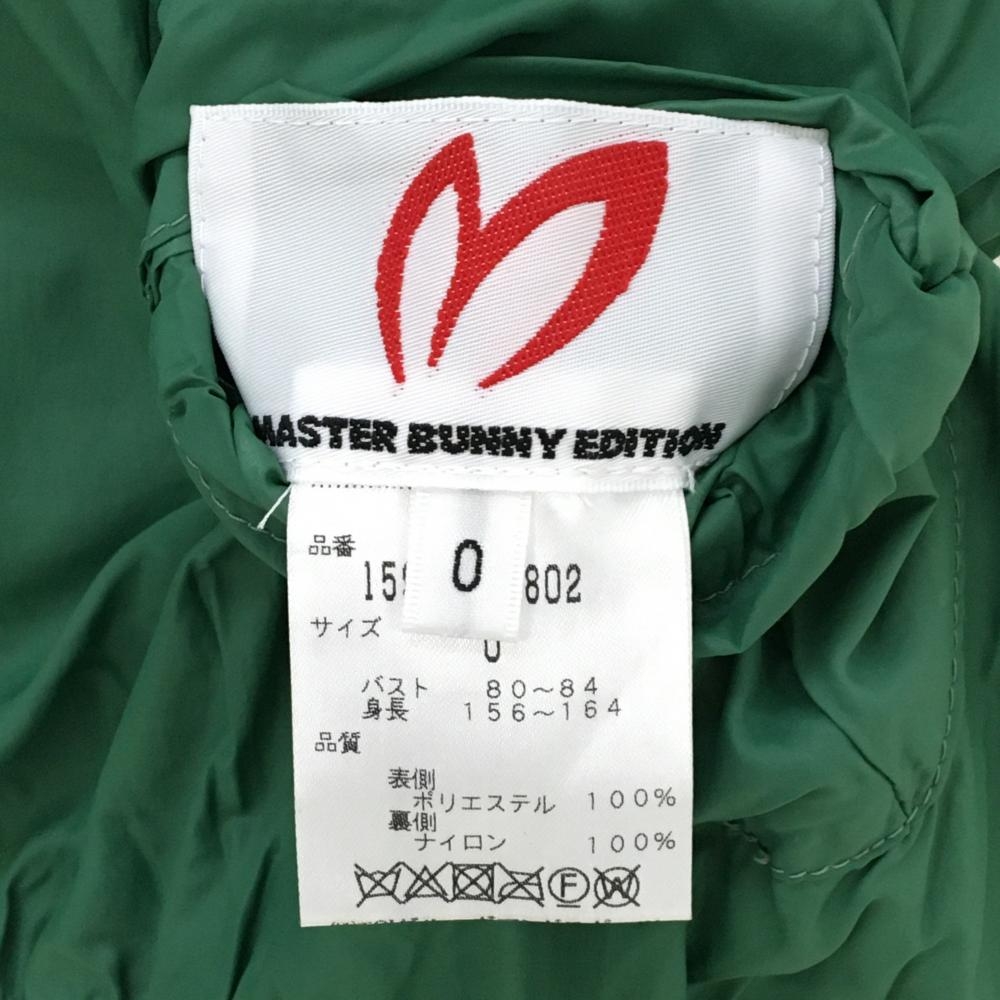 MASTER BUNNY EDITION
品番
0
802
サイズ
0
バスト 80～84
身長 156～164
品質
表側
ポリエステル 100%
裏側
ナイロン 100%
F W